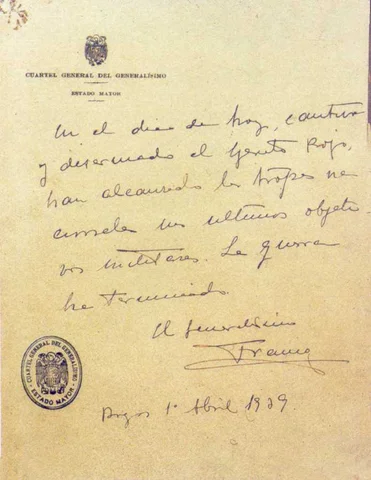 CUARTEL GENERAL DEL GENERALÍSIMO
ESTADO MAYOR
En el dia de hoy, cautivo
y desarmado el Ejercito Rojo,
han alcanzado las tropas na
cionales sus ultimos objeti-
vos militares. La guerra
ha terminado.
El Generalísimo
Franco
Burgos 1º Abril 1939
CUARTEL GENERAL DEL GENERALISIMO
ESTADO MAYOR